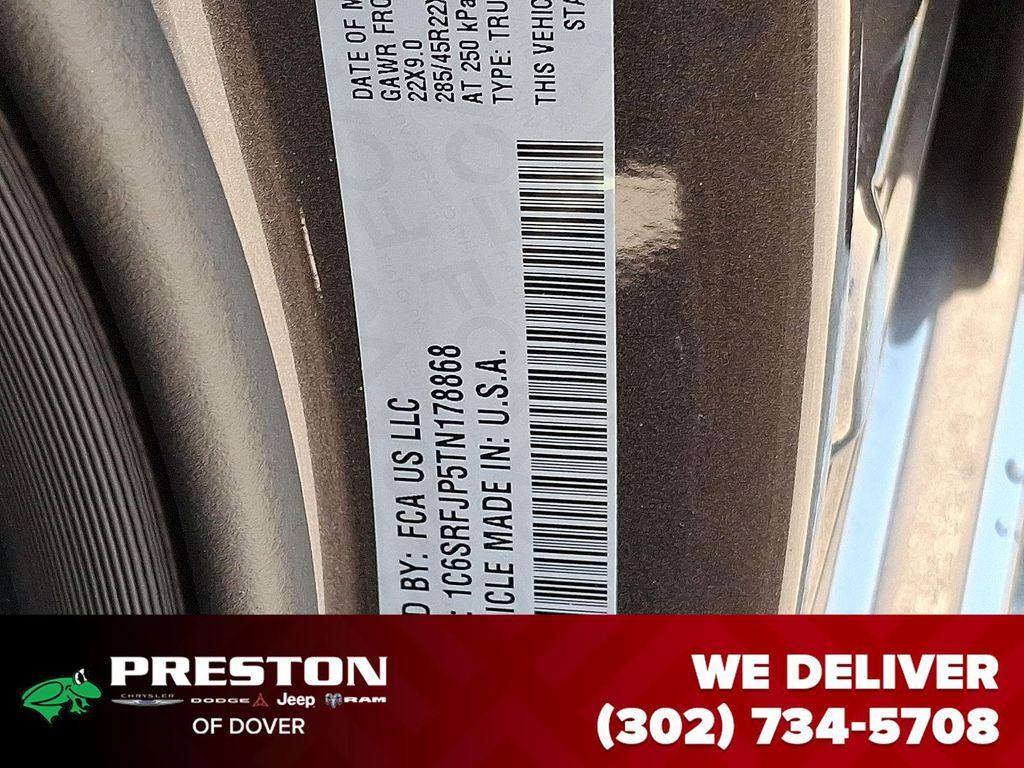 DATE OF M
GAWR FRO
22X9.0
285/45R22X
AT 250 kPa
TYPE: TRU
THIS VEHIC
STA
D BY: FCA US LLC
: 1C6SRFJP5TN178868
ICLE MADE IN: U.S.A.
PRESTON
CHRYSLER DODGE Jeep RAM
OF DOVER
WE DELIVER
(302) 734-5708